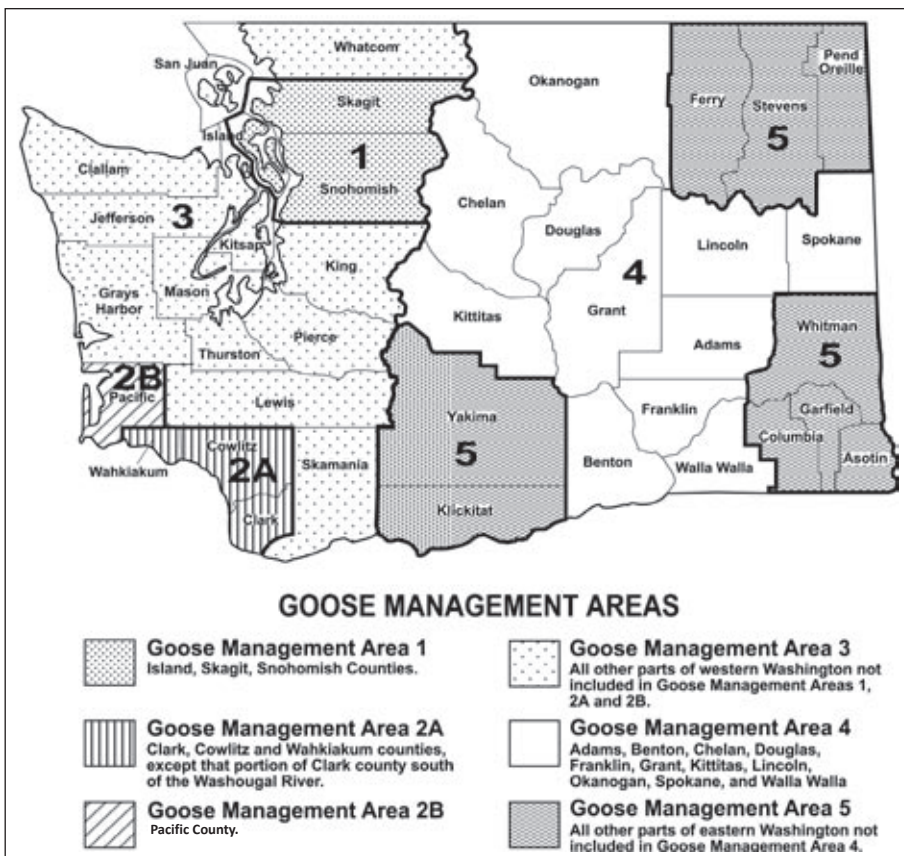 Whatcom
San Juan
Okanogan
Pend
Oreille
Skagit
Ferry
Stevens
Island
5
1
Clallam
Snohomish
Chelan
Jefferson
3
Douglas
Lincoln
Spokane
Kitsap
4
King
Grays
Harbor
Mason
Grant
Kittitas
Whitman
Pierce
Adams
5
Thurston
2B
Pacific
Lewis
Yakima
Franklin
Garfield
Columbia
Cowlitz
5
Wahkiakum
2A
Skamania
Benton
Walla Walla
Asotin
Clark
Klickitat
GOOSE MANAGEMENT AREAS
Goose Management Area 1
Island, Skagit, Snohomish Counties.
Goose Management Area 2A
Clark, Cowlitz and Wahkiakum counties,
except that portion of Clark county south
of the Washougal River.
Goose Management Area 2B
Pacific County.
Goose Management Area 3
All other parts of western Washington not
included in Goose Management Areas 1,
2A and 2B.
Goose Management Area 4
Adams, Benton, Chelan, Douglas,
Franklin, Grant, Kittitas, Lincoln,
Okanogan, Spokane, and Walla Walla
Goose Management Area 5
All other parts of eastern Washington not
included in Goose Management Area 4.